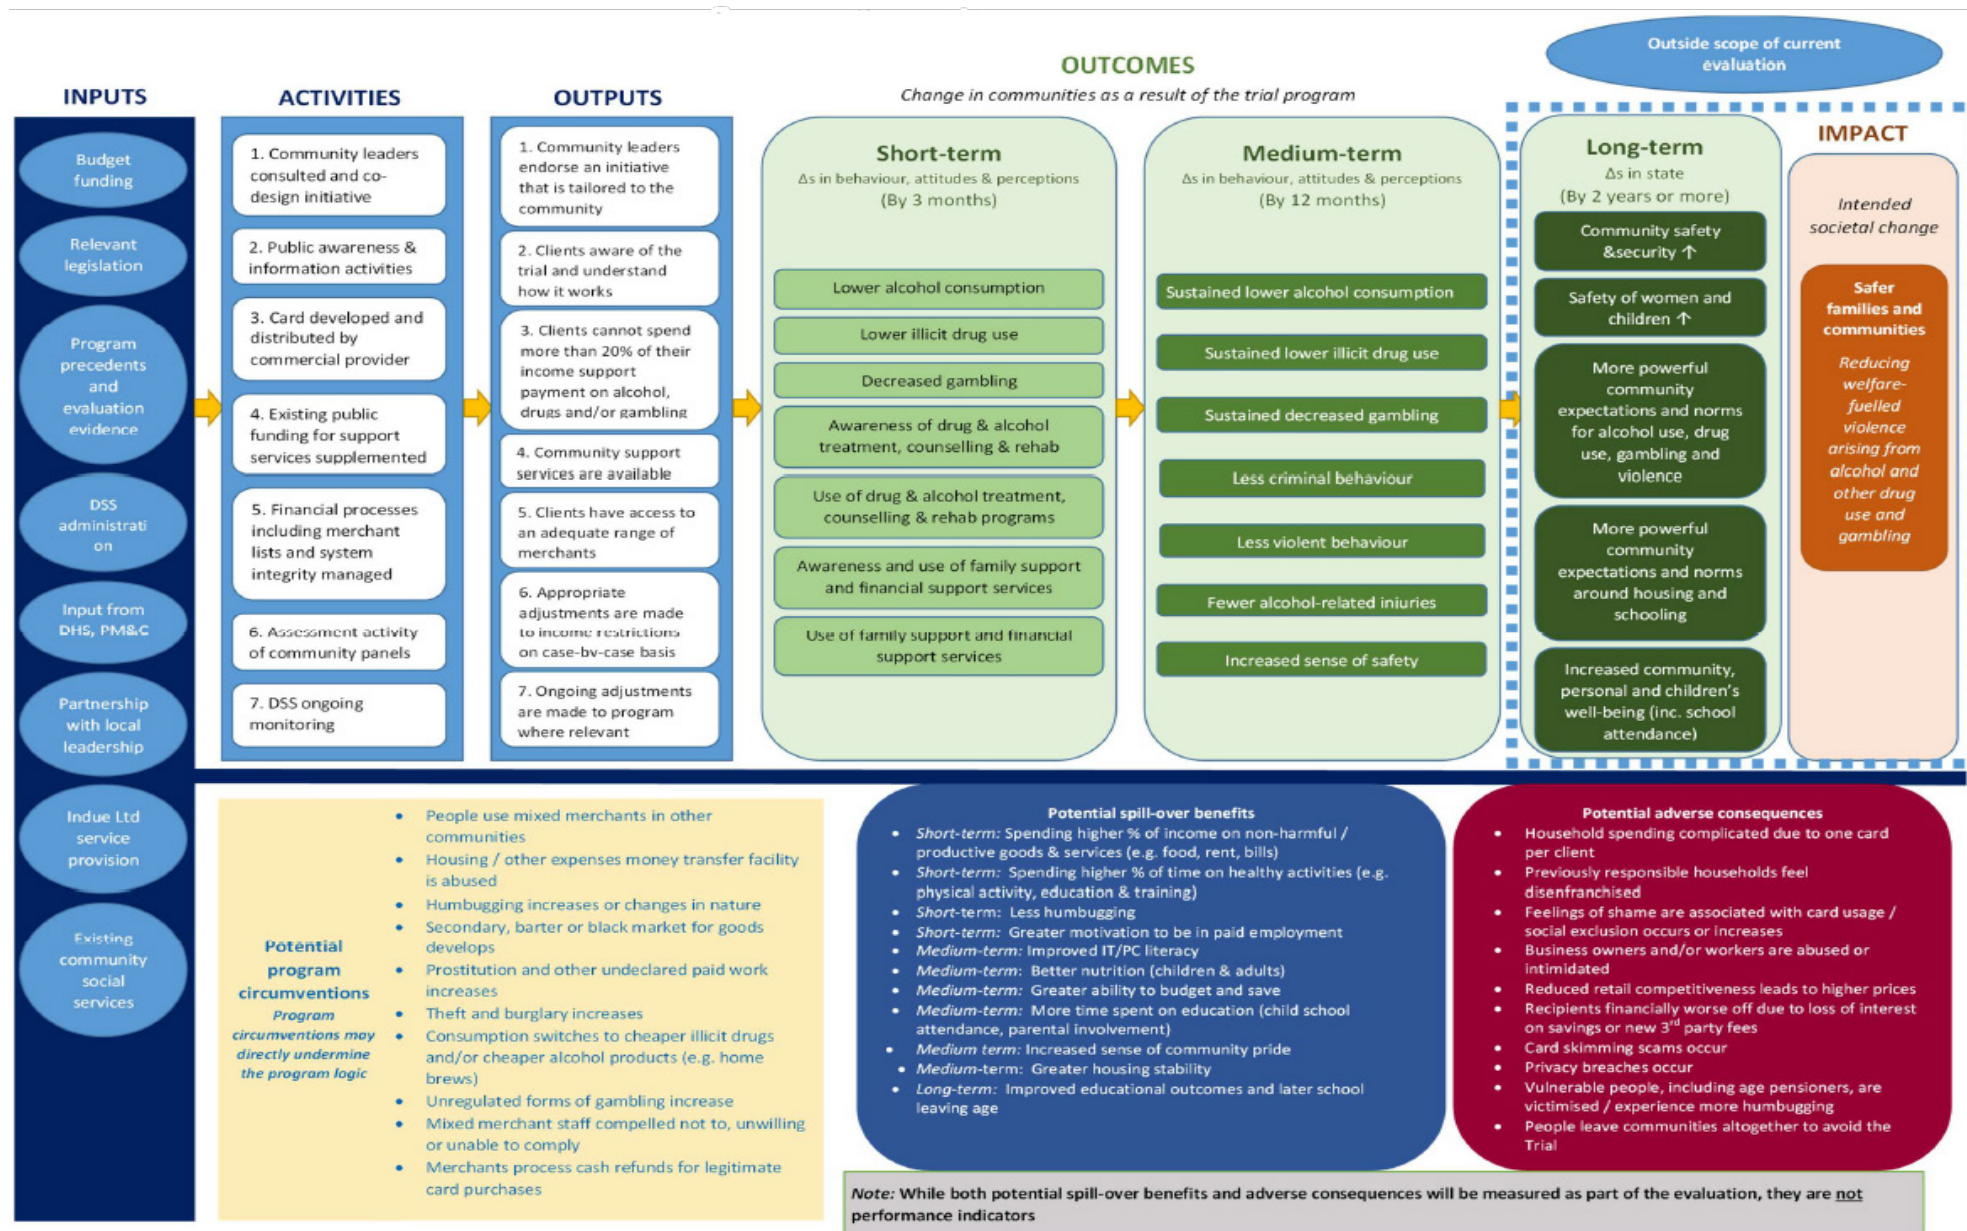 Outside scope of current
evaluation
OUTCOMES
Change in communities as a result of the trial program
INPUTS
Budget
funding
Relevant
legislation
Program
precedents
and
evaluation
evidence
DSS
administrati
on
Input from
DHS, PM&C
Partnership
with local
leadership
Indue Ltd
service
provision
Existing
community
social
services
ACTIVITIES
1. Community leaders
consulted and co-
design initiative
2. Public awareness &
information activities
3. Card developed and
distributed by
commercial provider
4. Existing public
funding for support
services supplemented
5. Financial processes
including merchant
lists and system
integrity managed
6. Assessment activity
of community panels
7. DSS ongoing
monitoring
OUTPUTS
1. Community leaders
endorse an initiative
that is tailored to the
community
2. Clients aware of the
trial and understand
how it works
3. Clients cannot spend
more than 20% of their
income support
payment on alcohol,
drugs and/or gambling
4. Community support
services are available
5. Clients have access to
an adequate range of
merchants
6. Appropriate
adjustments are made
to income restrictions
on case-by-case basis
7. Ongoing adjustments
are made to program
where relevant
Short-term
Δs in behaviour, attitudes & perceptions
(By 3 months)
Lower alcohol consumption
Lower illicit drug use
Decreased gambling
Awareness of drug & alcohol
treatment, counselling & rehab
Use of drug & alcohol treatment,
counselling & rehab programs
Awareness and use of family support
and financial support services
Use of family support and financial
support services
Medium-term
Δs in behaviour, attitudes & perceptions
(By 12 months)
Sustained lower alcohol consumption
Sustained lower illicit drug use
Sustained decreased gambling
Less criminal behaviour
Less violent behaviour
Fewer alcohol-related injuries
Increased sense of safety
Long-term
Δs in state
(By 2 years or more)
Community safety
&security ↑
Safety of women and
children ↑
More powerful
community
expectations and norms
for alcohol use, drug
use, gambling and
violence
More powerful
community
expectations and norms
around housing and
schooling
Increased community,
personal and children's
well-being (inc. school
attendance)
IMPACT
Intended
societal change
Safer
families and
communities
Reducing
welfare-
fuelled
violence
arising from
alcohol and
other drug
use and
gambling
Potential
program
circumventions
Program
circumventions may
directly undermine
the program logic
• People use mixed merchants in other
communities
• Housing / other expenses money transfer facility
is abused
• Humbugging increases or changes in nature
• Secondary, barter or black market for goods
develops
• Prostitution and other undeclared paid work
increases
• Theft and burglary increases
• Consumption switches to cheaper illicit drugs
and/or cheaper alcohol products (e.g. home
brews)
• Unregulated forms of gambling increase
• Mixed merchant staff compelled not to, unwilling
or unable to comply
• Merchants process cash refunds for legitimate
card purchases
Potential spill-over benefits
• Short-term: Spending higher % of income on non-harmful /
productive goods & services (e.g. food, rent, bills)
• Short-term: Spending higher % of time on healthy activities (e.g.
physical activity, education & training)
• Short-term: Less humbugging
• Short-term: Greater motivation to be in paid employment
• Medium-term: Improved IT/PC literacy
• Medium-term: Better nutrition (children & adults)
• Medium-term: Greater ability to budget and save
• Medium-term: More time spent on education (child school
attendance, parental involvement)
• Medium term: Increased sense of community pride
• Medium-term: Greater housing stability
• Long-term: Improved educational outcomes and later school
leaving age
Potential adverse consequences
• Household spending complicated due to one card
per client
• Previously responsible households feel
disenfranchised
• Feelings of shame are associated with card usage /
social exclusion occurs or increases
• Business owners and/or workers are abused or
intimidated
• Reduced retail competitiveness leads to higher prices
• Recipients financially worse off due to loss of interest
on savings or new 3rd party fees
• Card skimming scams occur
• Privacy breaches occur
• Vulnerable people, including age pensioners, are
victimised / experience more humbugging
• People leave communities altogether to avoid the
Trial
Note: While both potential spill-over benefits and adverse consequences will be measured as part of the evaluation, they are not
performance indicators